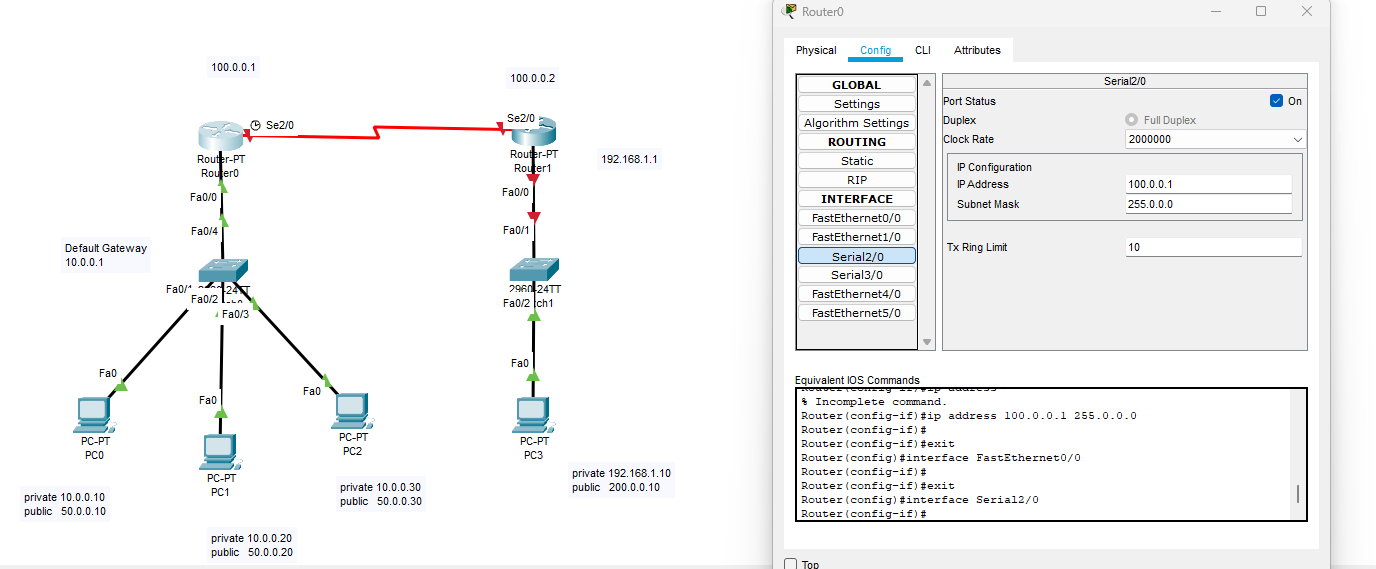 100.0.0.1
100.0.0.2
Se2/0
Se2/0
Router-PT
Router0
Router-PT
Router1
192.168.1.1
Fa0/0
Fa0/0
Fa0/4
Fa0/1
Default Gateway
10.0.0.1
2960-24TT
Fa0/1
Fa0/2
Fa0/3
Fa0/2
Fa0
Fa0
Fa0
Fa0
PC-PT
PC0
PC-PT
PC1
PC-PT
PC2
PC-PT
PC3
private 10.0.0.10
public 50.0.0.10
private 10.0.0.20
public 50.0.0.20
private 10.0.0.30
public 50.0.0.30
private 192.168.1.10
public 200.0.0.10
Router0
Physical Config CLI Attributes
GLOBAL
Settings
Algorithm Settings
ROUTING
Static
RIP
INTERFACE
FastEthernet0/0
FastEthernet1/0
Serial2/0
Serial3/0
FastEthernet4/0
FastEthernet5/0
Serial2/0
Port Status On
Duplex Full Duplex
Clock Rate 2000000
IP Configuration
IP Address 100.0.0.1
Subnet Mask 255.0.0.0
Tx Ring Limit 10
Equivalent IOS Commands
Router(config-if)#ip address
% Incomplete command.
Router(config-if)#ip address 100.0.0.1 255.0.0.0
Router(config-if)#
Router(config-if)#exit
Router(config)#interface FastEthernet0/0
Router(config-if)#
Router(config-if)#exit
Router(config)#interface Serial2/0
Router(config-if)#
Top